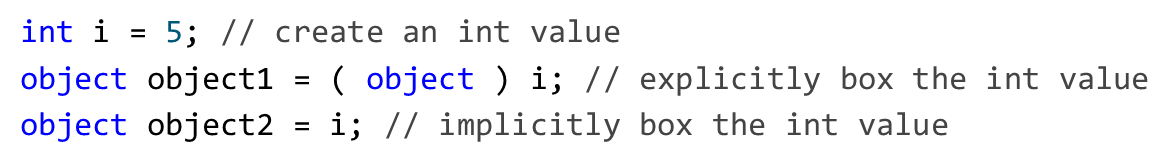 int i = 5; // create an int value
object object1 = ( object ) i; // explicitly box the int value
object object2 = i; // implicitly box the int value